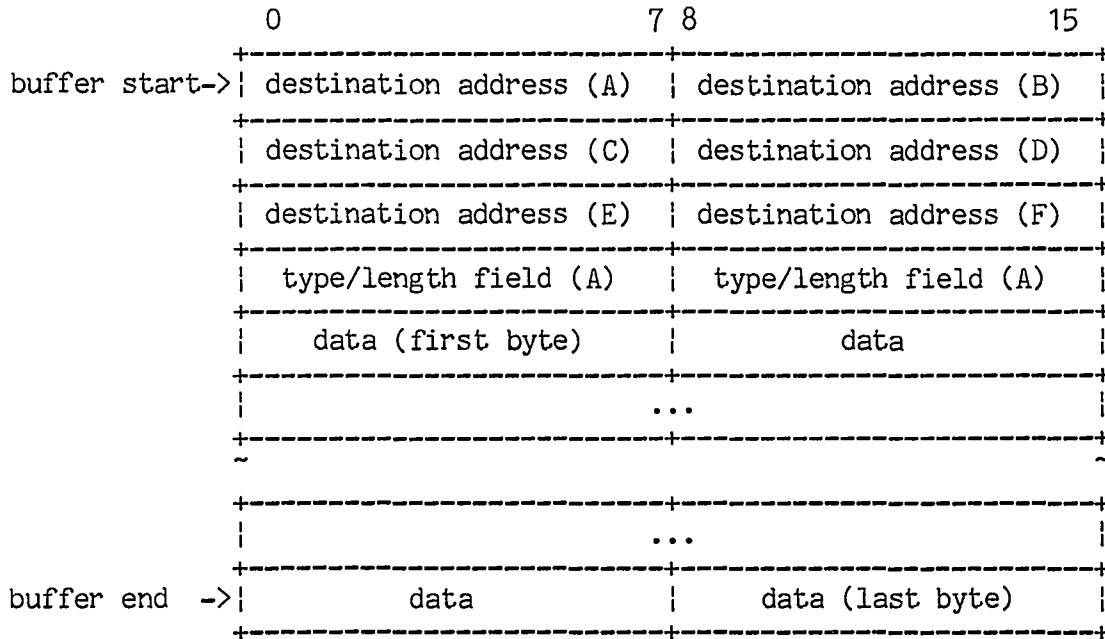 0 7 8 15
buffer start-> destination address (A) destination address (B)
destination address (C) destination address (D)
destination address (E) destination address (F)
type/length field (A) type/length field (A)
data (first byte) data
...
~ ~
...
buffer end -> data data (last byte)